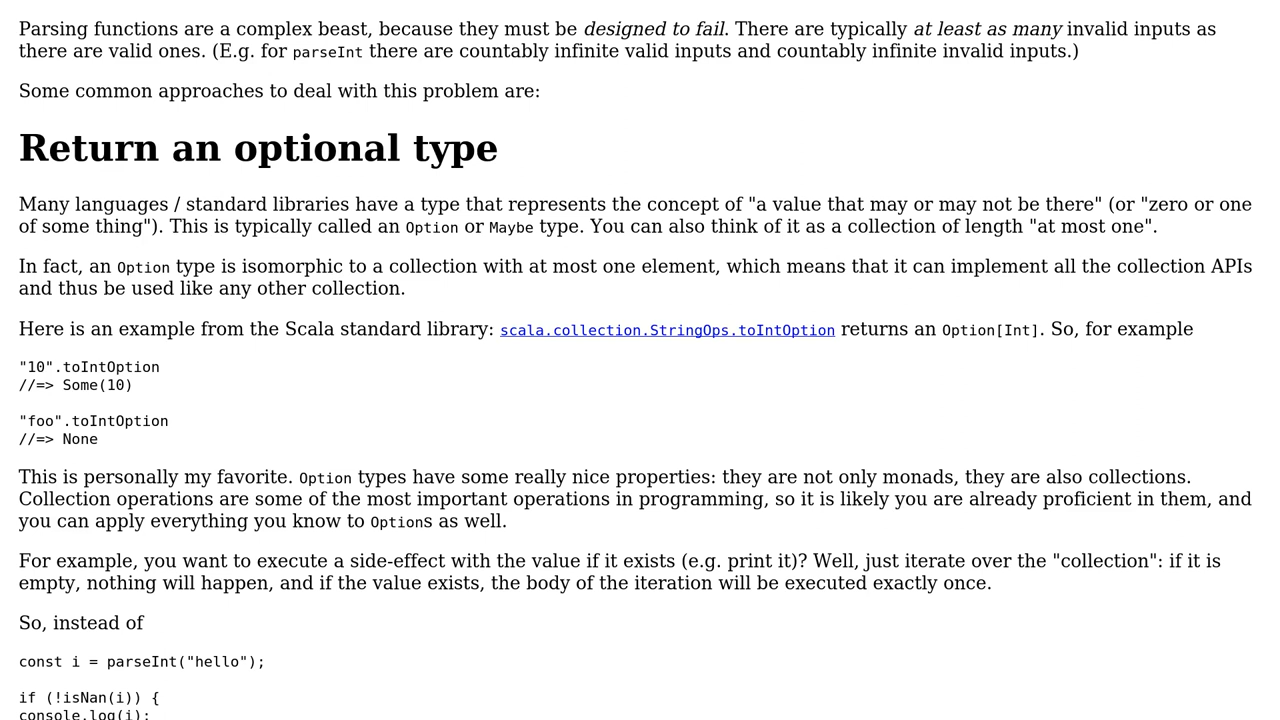 Parsing functions are a complex beast, because they must be designed to fail. There are typically at least as many invalid inputs as
there are valid ones. (E.g. for parseInt there are countably infinite valid inputs and countably infinite invalid inputs.)
Some common approaches to deal with this problem are:
Return an optional type
Many languages / standard libraries have a type that represents the concept of "a value that may or may not be there" (or "zero or one
of some thing"). This is typically called an Option or Maybe type. You can also think of it as a collection of length "at most one".
In fact, an Option type is isomorphic to a collection with at most one element, which means that it can implement all the collection APIs
and thus be used like any other collection.
Here is an example from the Scala standard library: scala.collection.StringOps.toIntOption returns an Option[Int]. So, for example
"10".toIntOption
//=> Some(10)
"foo".toIntOption
//=> None
This is personally my favorite. Option types have some really nice properties: they are not only monads, they are also collections.
Collection operations are some of the most important operations in programming, so it is likely you are already proficient in them, and
you can apply everything you know to Options as well.
For example, you want to execute a side-effect with the value if it exists (e.g. print it)? Well, just iterate over the "collection": if it is
empty, nothing will happen, and if the value exists, the body of the iteration will be executed exactly once.
So, instead of
const i = parseInt("hello");
if (!isNan(i)) {
console.log(i);